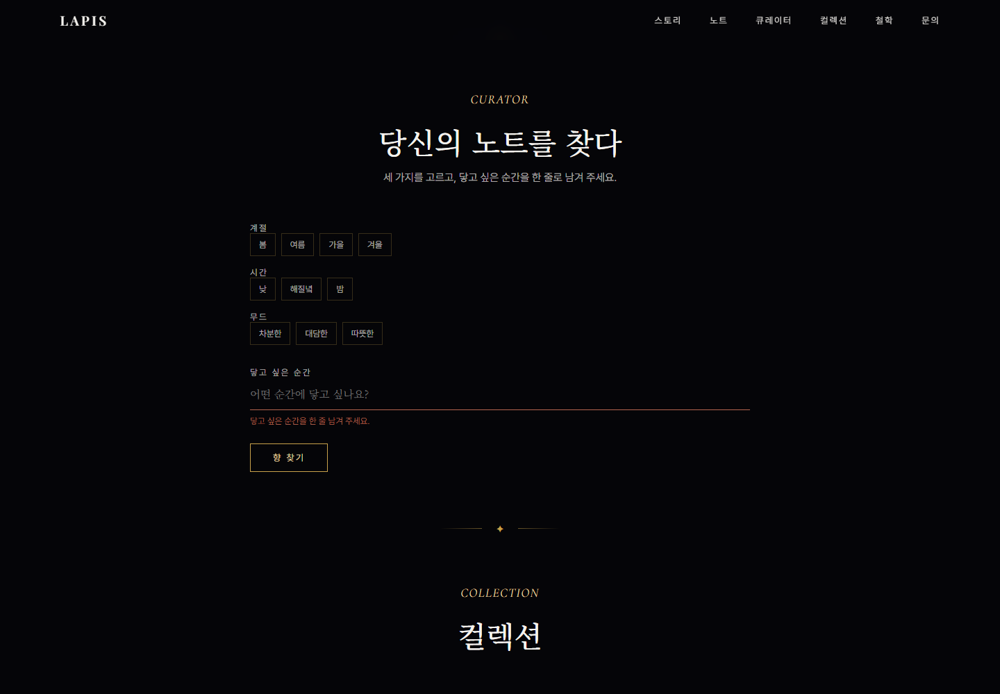 LAPIS
스토리 노트 큐레이터 컬렉션 철학 문의
CURATOR
당신의 노트를 찾다
세 가지를 고르고, 닿고 싶은 순간을 한 줄로 남겨 주세요.
계절
봄 여름 가을 겨울
시간
낮 해질녘 밤
무드
차분한 대담한 따뜻한
닿고 싶은 순간
어떤 순간에 닿고 싶나요?
닿고 싶은 순간을 한 줄 남겨 주세요.
향 찾기
COLLECTION
컬렉션